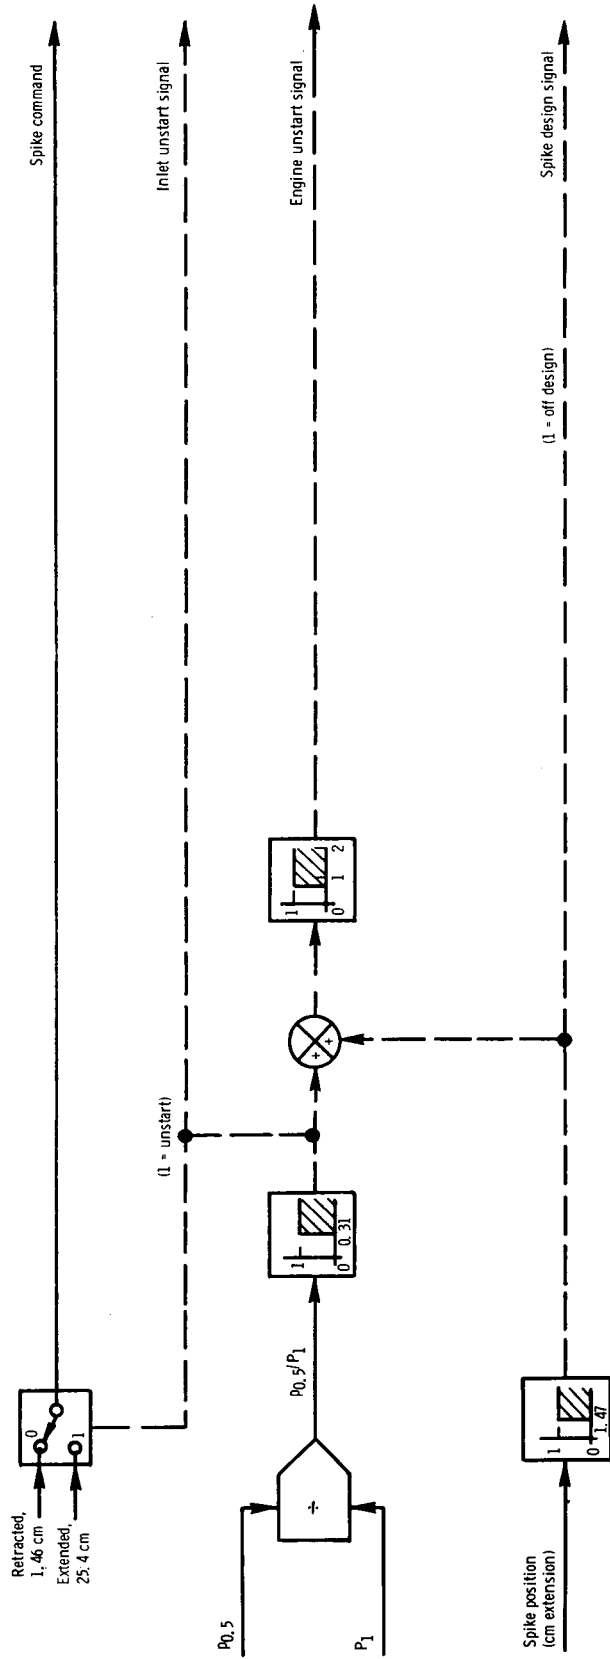 Spike command
Inlet unstart signal
Engine unstart signal
Spike design signal
(1 = off design)
(1 = unstart)
1
0
1
2
+
+
1
0
0.31
P0.5/P1
÷
P0.5
P1
0
1
Retracted,
1.46 cm
Extended,
25.4 cm
1
0
1.47
Spike position
(cm extension)